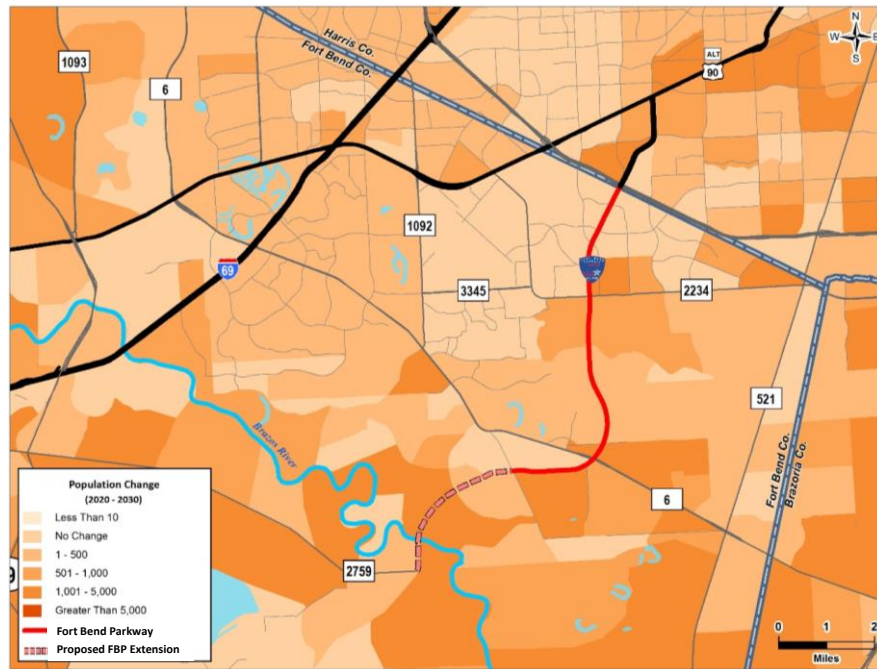 N
W E
S
Harris Co.
Fort Bend Co.
1093
6
ALT
90
1092
69
3345
2234
521
Brazos River
Fort Bend Co.
Brazoria Co.
6
2759
Population Change
(2020 - 2030)
Less Than 10
No Change
1 - 500
501 - 1,000
1,001 - 5,000
Greater Than 5,000
Fort Bend Parkway
Proposed FBP Extension
0 1 2
Miles